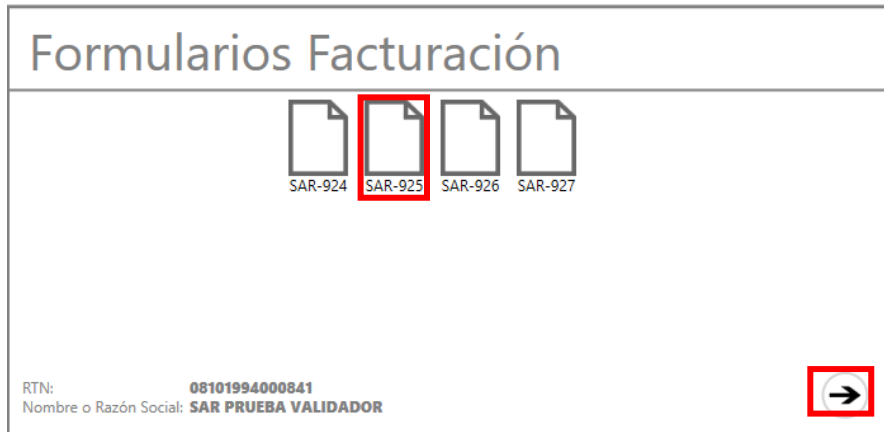 Formularios Facturación
SAR-924 SAR-925 SAR-926 SAR-927
RTN: 08101994000841
Nombre o Razón Social: SAR PRUEBA VALIDADOR